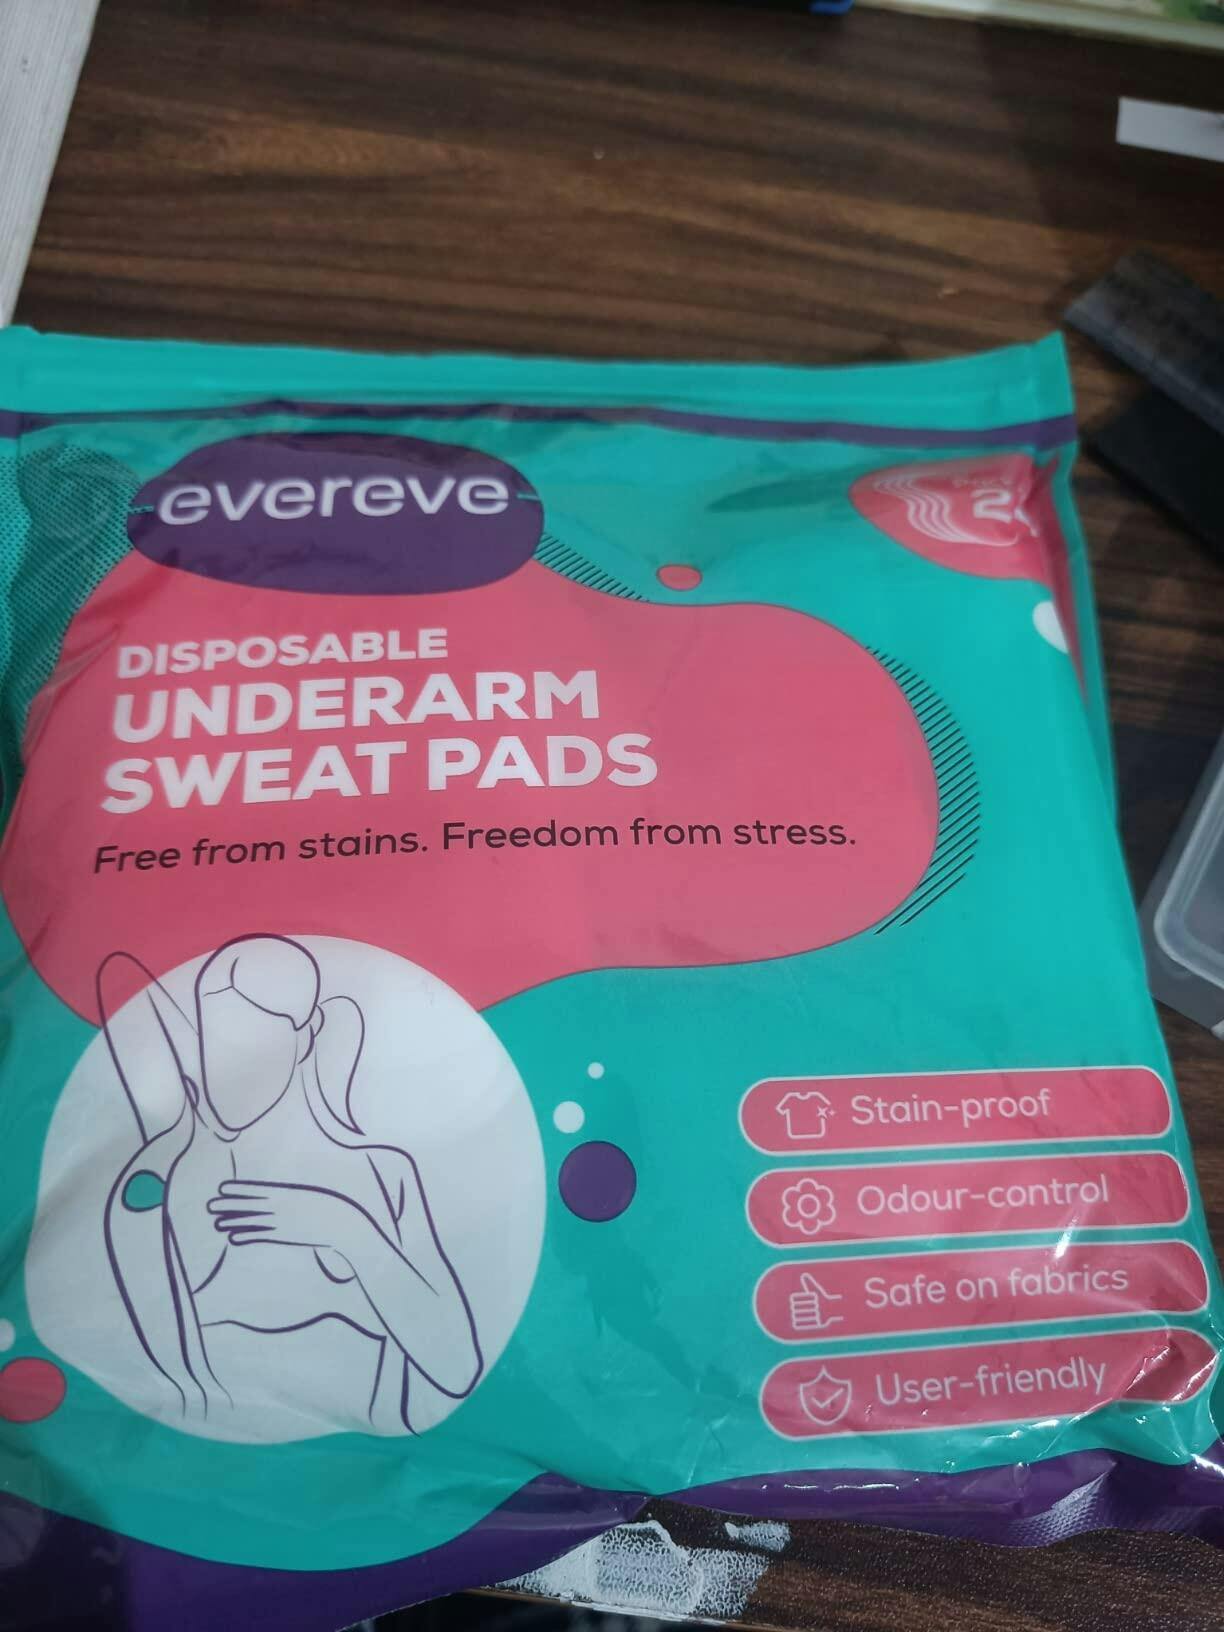 evereve
DISPOSABLE
UNDERARM
SWEAT PADS
Free from stains. Freedom from stress.
Stain-proof
Odour-control
Safe on fabrics
User-friendly